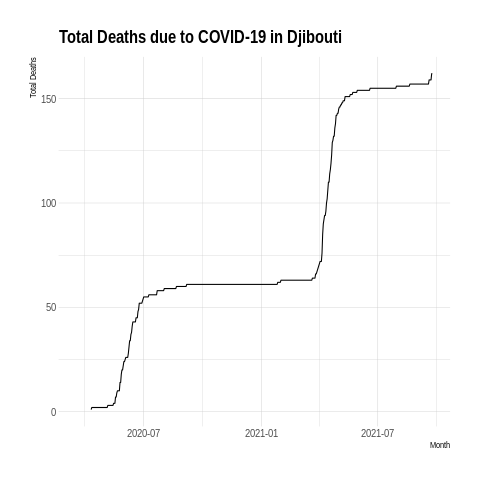 Total Deaths due to COVID-19 in Djibouti
Total Deaths
150
100
50
0
2020-07
2021-01
2021-07
Month